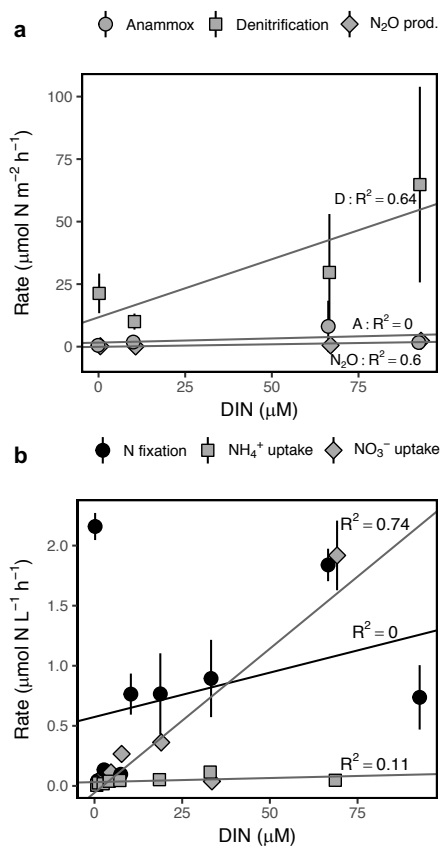 a
Anammox Denitrification N₂O prod.
100
75
50
25
0
Rate (μmol N m⁻² h⁻¹)
D : R² = 0.64
A : R² = 0
N₂O : R² = 0.6
0 25 75
DIN (μM)
b
N fixation NH₄⁺ uptake NO₃⁻ uptake
2.0
1.5
1.0
0.5
0.0
Rate (μmol N L⁻¹ h⁻¹)
R² = 0.74
R² = 0
R² = 0.11
0 25 75
DIN (μM)